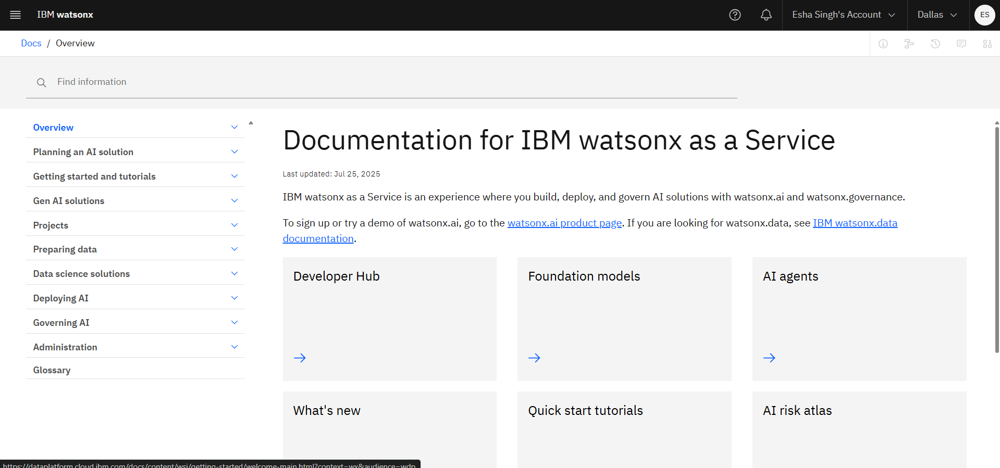 IBM watsonx
Esha Singh's Account
Dallas
ES
Docs / Overview
Find information
Overview
Planning an AI solution
Getting started and tutorials
Gen AI solutions
Projects
Preparing data
Data science solutions
Deploying AI
Governing AI
Administration
Glossary
Documentation for IBM watsonx as a Service
Last updated: Jul 25, 2025
IBM watsonx as a Service is an experience where you build, deploy, and govern AI solutions with watsonx.ai and watsonx.governance.
To sign up or try a demo of watsonx.ai, go to the watsonx.ai product page. If you are looking for watsonx.data, see IBM watsonx.data
documentation.
Developer Hub
Foundation models
AI agents
What's new
Quick start tutorials
AI risk atlas
https://dataplatform.cloud.ibm.com/docs/content/wsj/getting-started/welcome-main.html?context=wx&audience=wdp